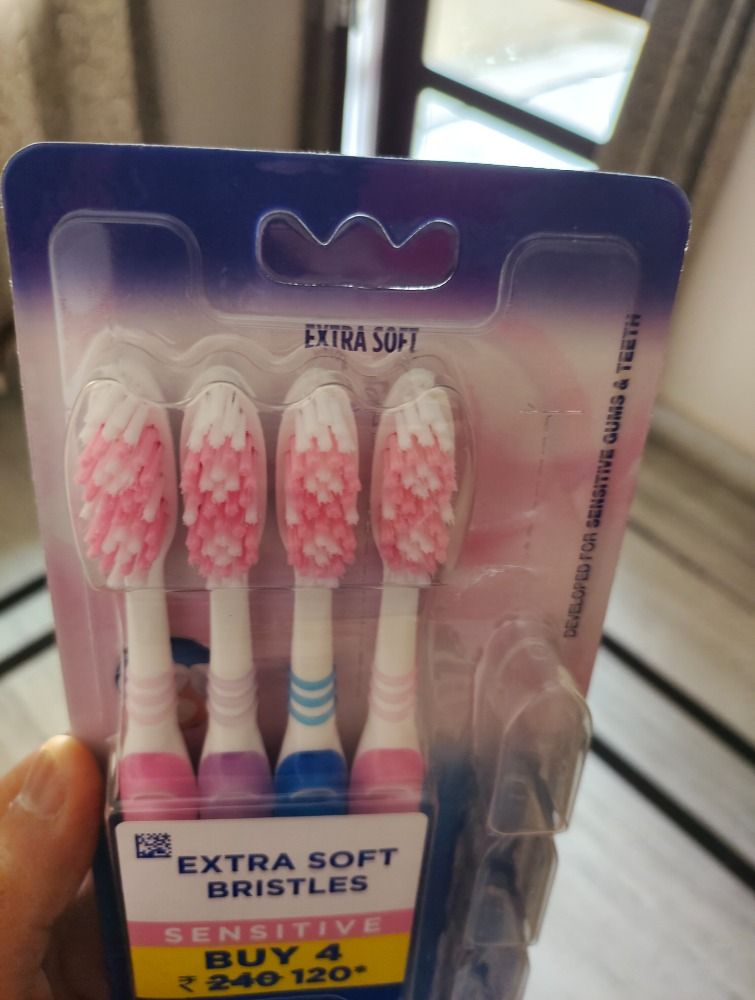 EXTRA SOFT
DEVELOPED FOR SENSITIVE GUMS & TEETH
EXTRA SOFT
BRISTLES
SENSITIVE
BUY 4
₹ 240 120*